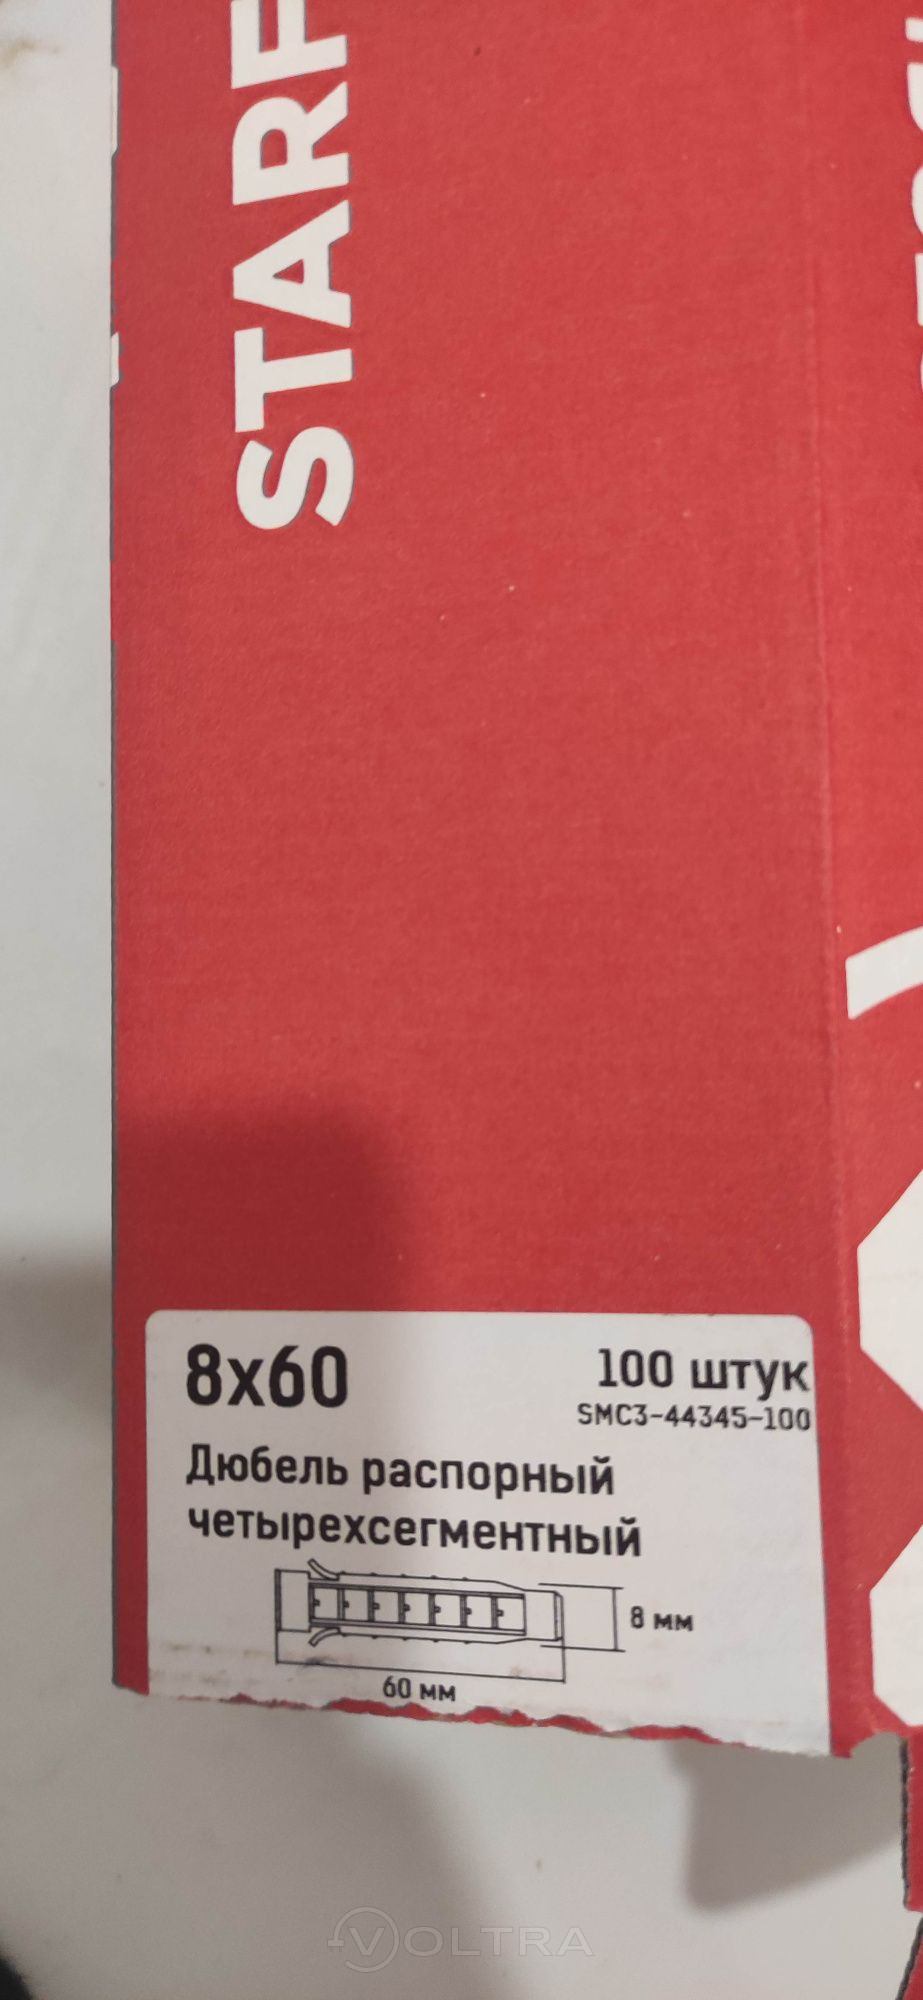 STARF
8x60
100 штук
SMC3-44345-100
Дюбель распорный
четырехсегментный
8 мм
60 мм
VOLTRA